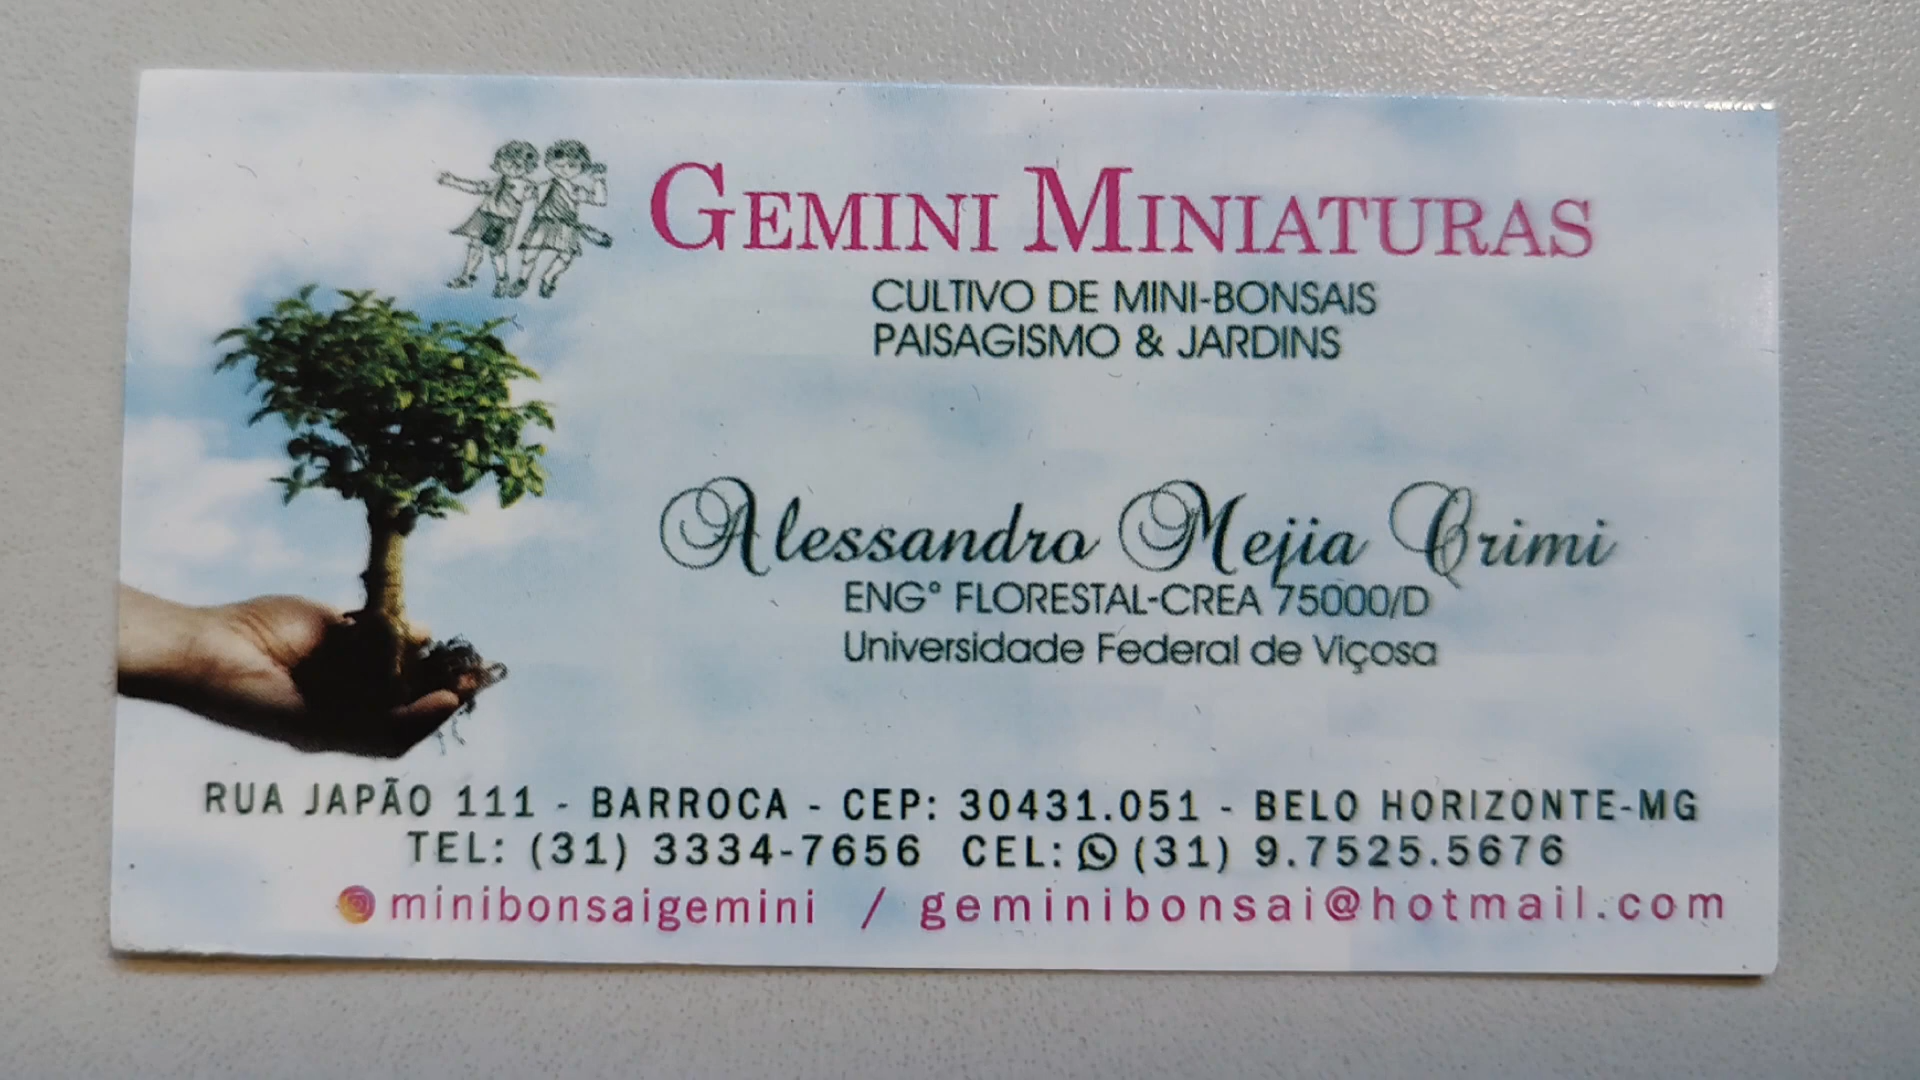 GEMINI MINIATURAS
CULTIVO DE MINI-BONSAIS
PAISAGISMO & JARDINS
Alessandro Mejia Crimi
ENG° FLORESTAL-CREA 75000/D
Universidade Federal de Viçosa
RUA JAPÃO 111 - BARROCA - CEP: 30431.051 - BELO HORIZONTE-MG
TEL: (31) 3334-7656 CEL: (31) 9.7525.5676
minibonsaigemini / geminibonsai@hotmail.com